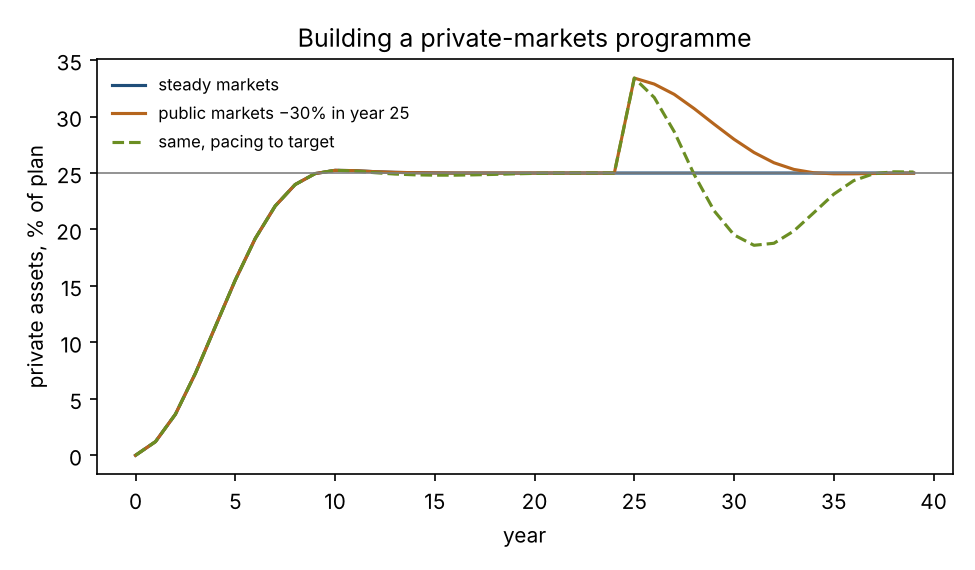 Building a private-markets programme
private assets, % of plan
35
30
25
20
15
10
5
0
steady markets
public markets −30% in year 25
same, pacing to target
0 5 10 15 20 25 30 35 40
year